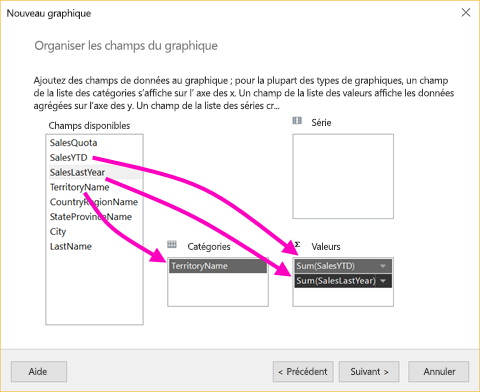 Nouveau graphique
Organiser les champs du graphique
Ajoutez des champs de données au graphique ; pour la plupart des types de graphiques, un champ
de la liste des catégories s'affiche sur l' axe des x. Un champ de la liste des valeurs affiche les données
agrégées sur l'axe des y. Un champ de la liste des séries cr...
Champs disponibles
SalesQuota
SalesYTD
SalesLastYear
TerritoryName
CountryRegionName
StateProvinceName
City
LastName
Série
Catégories
TerritoryName
Σ Valeurs
Sum(SalesYTD)
Sum(SalesLastYear)
Aide
< Précédent
Suivant >
Annuler